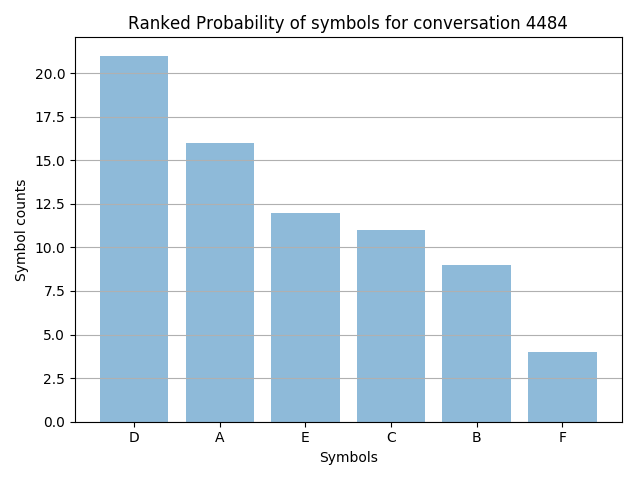 Ranked Probability of symbols for conversation 4484
20.0
17.5
15.0
12.5
10.0
7.5
5.0
2.5
0.0
Symbol counts
D A E C B F
Symbols